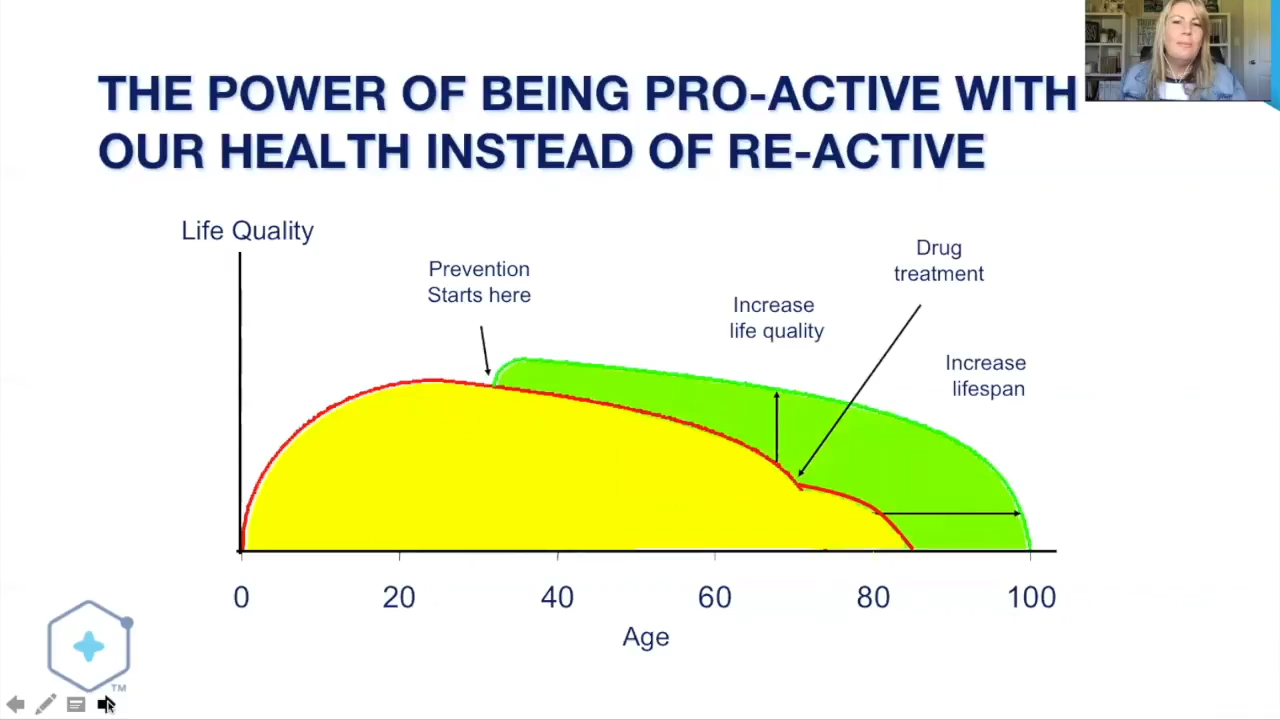 THE POWER OF BEING PRO-ACTIVE WITH
OUR HEALTH INSTEAD OF RE-ACTIVE
Life Quality
Prevention
Starts here
Increase
life quality
Drug
treatment
Increase
lifespan
0 20 40 60 80 100
Age
TM